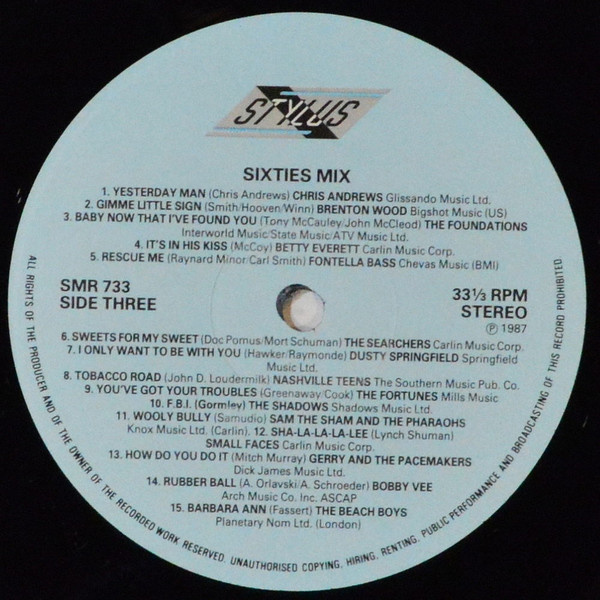 STYLUS
SIXTIES MIX
1. YESTERDAY MAN (Chris Andrews) CHRIS ANDREWS Glissando Music Ltd.
2. GIMME LITTLE SIGN (Smith/Hooven/Winn) BRENTON WOOD Bigshot Music (US)
3. BABY NOW THAT I'VE FOUND YOU (Tony McCauley/John McCleod) THE FOUNDATIONS
Interworld Music/State Music/ATV Music Ltd.
4. IT'S IN HIS KISS (McCoy) BETTY EVERETT Carlin Music Corp.
5. RESCUE ME (Raynard Minor/Carl Smith) FONTELLA BASS Chevas Music (BMI)
SMR 733
SIDE THREE
33⅓ RPM
STEREO
℗ 1987
6. SWEETS FOR MY SWEET (Doc Pomus/Mort Schuman) THE SEARCHERS Carlin Music Corp.
7. I ONLY WANT TO BE WITH YOU (Hawker/Raymonde) DUSTY SPRINGFIELD Springfield
Music Ltd.
8. TOBACCO ROAD (John D. Loudermilk) NASHVILLE TEENS The Southern Music Pub. Co.
9. YOU'VE GOT YOUR TROUBLES (Greenaway/Cook) THE FORTUNES Mills Music
10. F.B.I. (Gormley) THE SHADOWS Shadows Music Ltd.
11. WOOLY BULLY (Samudio) SAM THE SHAM AND THE PHARAOHS
Knox Music Ltd. (Carlin). 12. SHA-LA-LA-LA-LEE (Lynch Shuman)
SMALL FACES Carlin Music Corp.
13. HOW DO YOU DO IT (Mitch Murray) GERRY AND THE PACEMAKERS
Dick James Music Ltd.
14. RUBBER BALL (A. Orlavski A. Schroeder) BOBBY VEE
Arch Music Co. Inc. ASCAP
15. BARBARA ANN (Fassert) THE BEACH BOYS
Planetary Nom Ltd. (London)
ALL RIGHTS OF THE PRODUCER AND OF THE OWNER OF THE RECORDED WORK RESERVED. UNAUTHORISED COPYING, HIRING, RENTING, PUBLIC PERFORMANCE AND BROADCASTING OF THIS RECORD PROHIBITED.